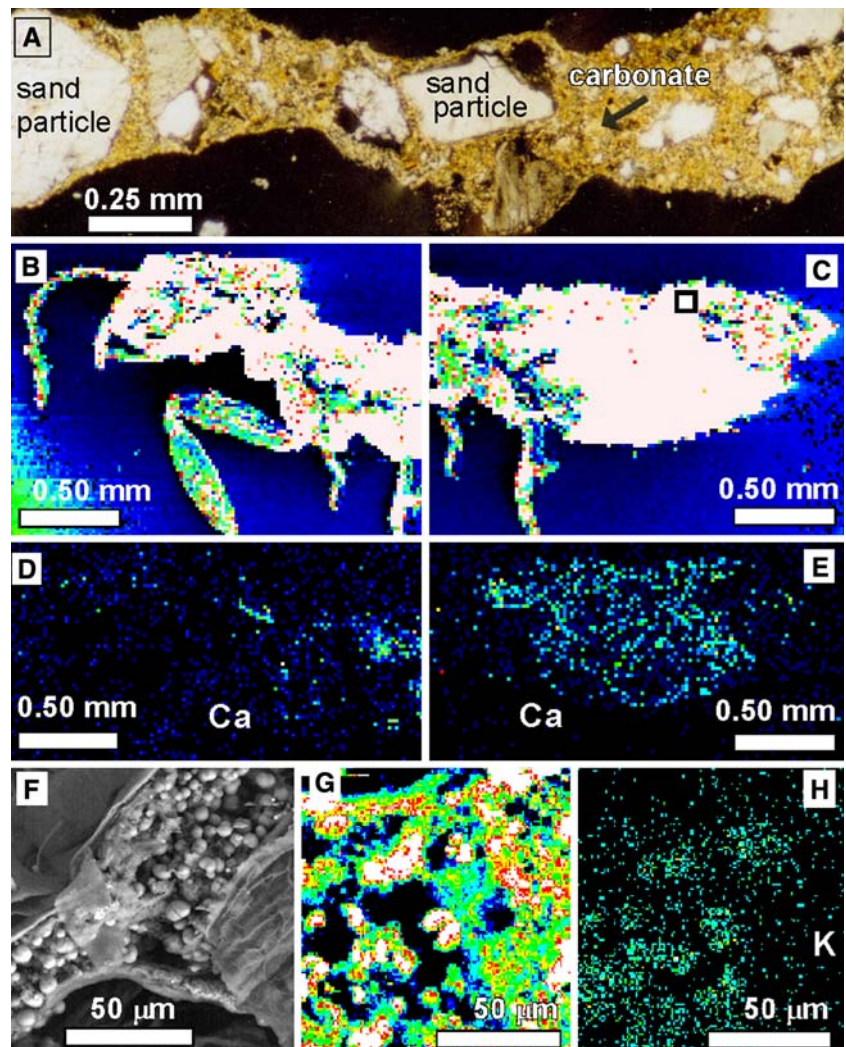 A
sand
particle
sand
particle
carbonate
0.25 mm
B
0.50 mm
C
0.50 mm
D
0.50 mm
Ca
E
Ca
0.50 mm
F
50 µm
G
50 µm
H
K
50 µm